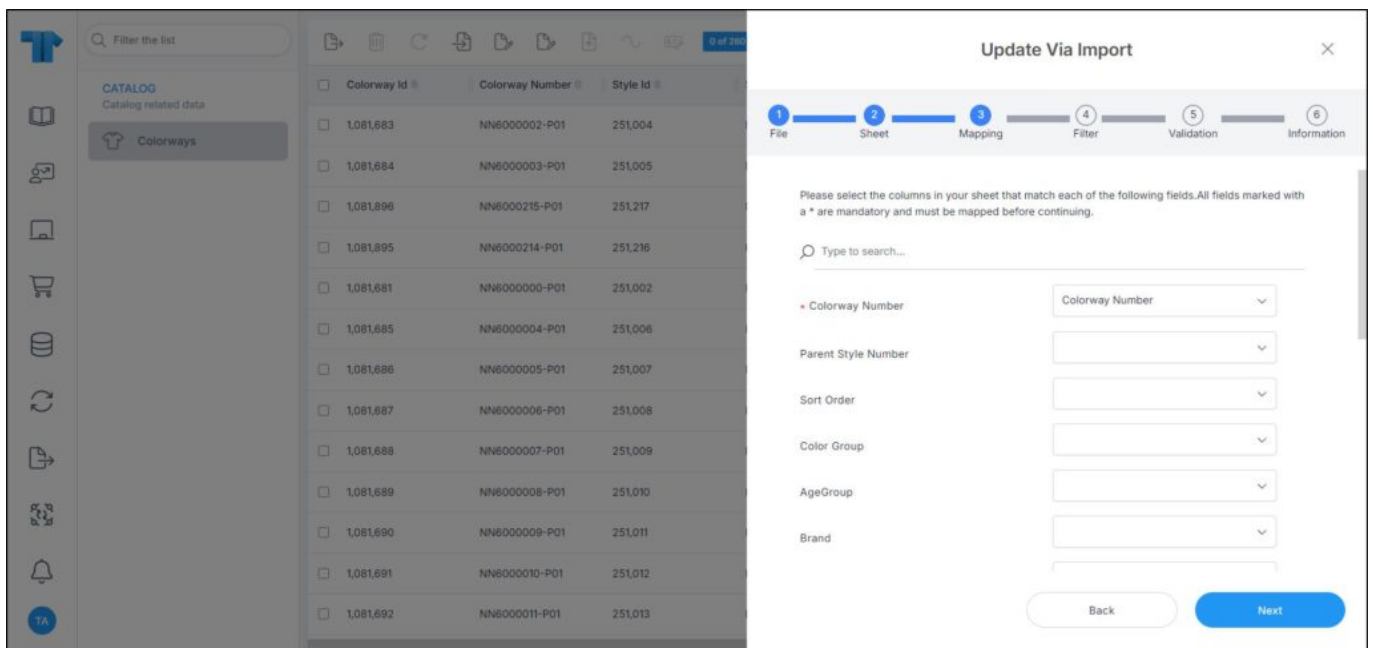 Filter the list
CATALOG
Catalog related data
Colorways
TA
0 of 260
Colorway Id
Colorway Number
Style Id
1,081,683
NN6000002-P01
251,004
1,081,684
NN6000003-P01
251,005
1,081,896
NN6000215-P01
251,217
1,081,895
NN6000214-P01
251,216
1,081,681
NN6000000-P01
251,002
1,081,685
NN6000004-P01
251,006
1,081,686
NN6000005-P01
251,007
1,081,687
NN6000006-P01
251,008
1,081,688
NN6000007-P01
251,009
1,081,689
NN6000008-P01
251,010
1,081,690
NN6000009-P01
251,011
1,081,691
NN6000010-P01
251,012
1,081,692
NN6000011-P01
251,013
Update Via Import
1
2
3
4
5
6
File
Sheet
Mapping
Filter
Validation
Information
Please select the columns in your sheet that match each of the following fields.All fields marked with
a * are mandatory and must be mapped before continuing.
Type to search...
* Colorway Number
Colorway Number
Parent Style Number
Sort Order
Color Group
AgeGroup
Brand
Back
Next